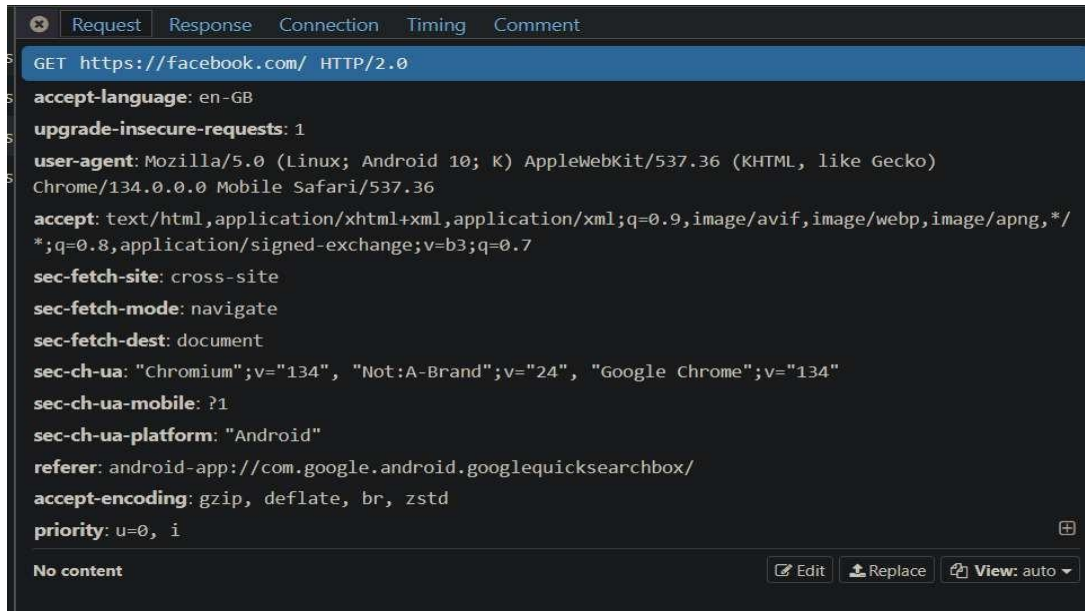 Request Response Connection Timing Comment
GET https://facebook.com/ HTTP/2.0
accept-language: en-GB
upgrade-insecure-requests: 1
user-agent: Mozilla/5.0 (Linux; Android 10; K) AppleWebKit/537.36 (KHTML, like Gecko)
Chrome/134.0.0.0 Mobile Safari/537.36
accept: text/html,application/xhtml+xml,application/xml;q=0.9,image/avif,image/webp,image/apng,*/
*;q=0.8,application/signed-exchange;v=b3;q=0.7
sec-fetch-site: cross-site
sec-fetch-mode: navigate
sec-fetch-dest: document
sec-ch-ua: "Chromium";v="134", "Not:A-Brand";v="24", "Google Chrome";v="134"
sec-ch-ua-mobile: ?1
sec-ch-ua-platform: "Android"
referer: android-app://com.google.android.googlequicksearchbox/
accept-encoding: gzip, deflate, br, zstd
priority: u=0, i
No content Edit Replace View: auto